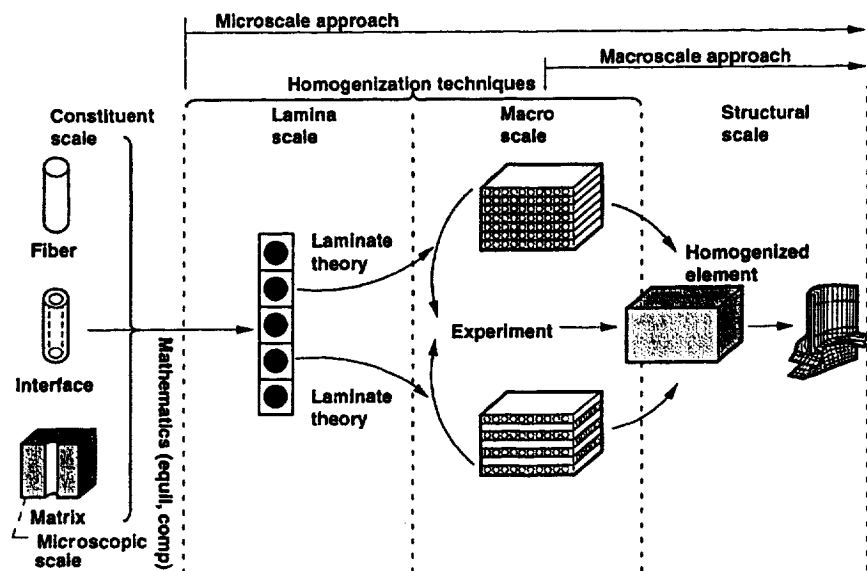 Microscale approach
Macroscale approach
Homogenization techniques
Constituent
scale
Lamina
scale
Macro
scale
Structural
scale
Fiber
Interface
Matrix
Microscopic
scale
Mathematics (equil, comp)
Laminate
theory
Laminate
theory
Experiment
Homogenized
element